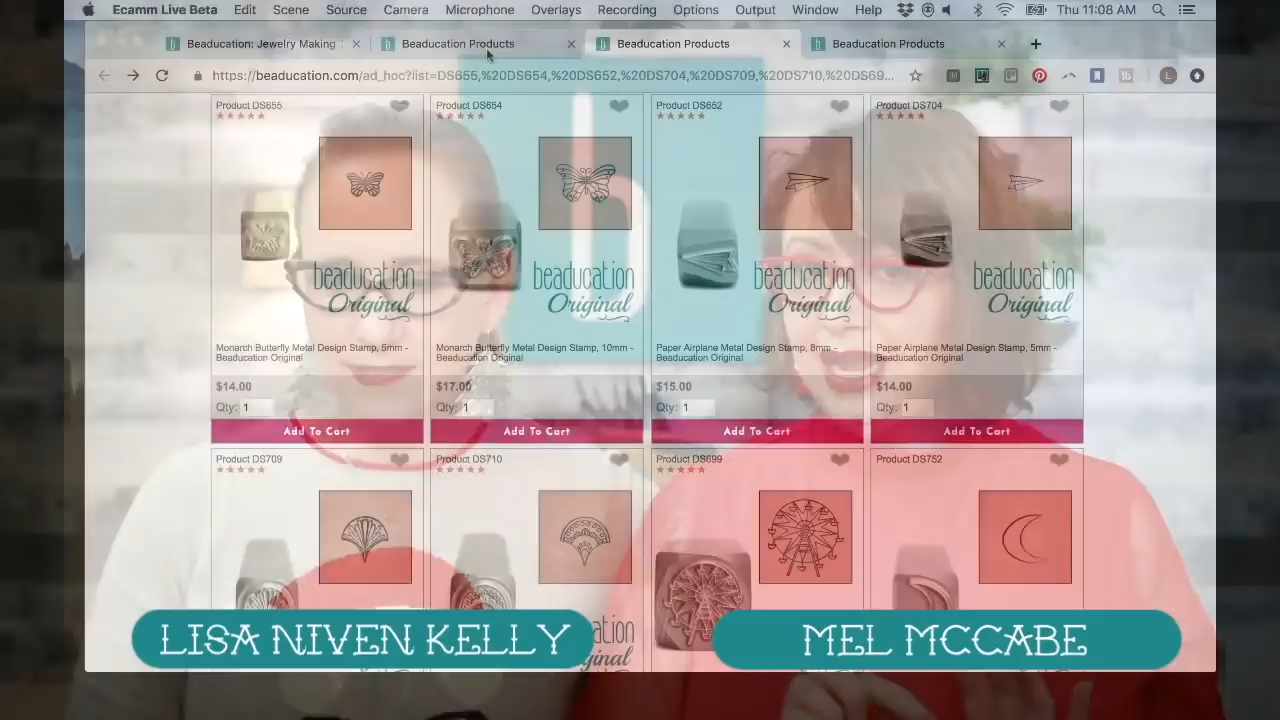 Ecamm Live Beta Edit Scene Source Camera Microphone Overlays Recording Options Output Window Help Thu 11:08 AM
Beaducation: Jewelry Making Beaducation Products Beaducation Products Beaducation Products
https://beaducation.com/ad_hoc?list=DS655,%20DS654,%20DS652,%20DS704,%20DS709,%20DS710,%20DS69...
Product DS655 Product DS654 Product DS652 Product DS704
beaducation beaducation beaducation beaducation
Original Original Original Original
Monarch Butterfly Metal Design Stamp, 5mm - Monarch Butterfly Metal Design Stamp, 10mm - Paper Airplane Metal Design Stamp, 8mm - Paper Airplane Metal Design Stamp, 5mm -
Beaducation Original Beaducation Original Beaducation Original Beaducation Original
$14.00 $17.00 $15.00 $14.00
Qty: 1 Qty: 1 Qty: 1 Qty: 1
Add To Cart Add To Cart Add To Cart Add To Cart
Product DS709 Product DS710 Product DS699 Product DS752
LISA NIVEN KELLY MEL MCCABE